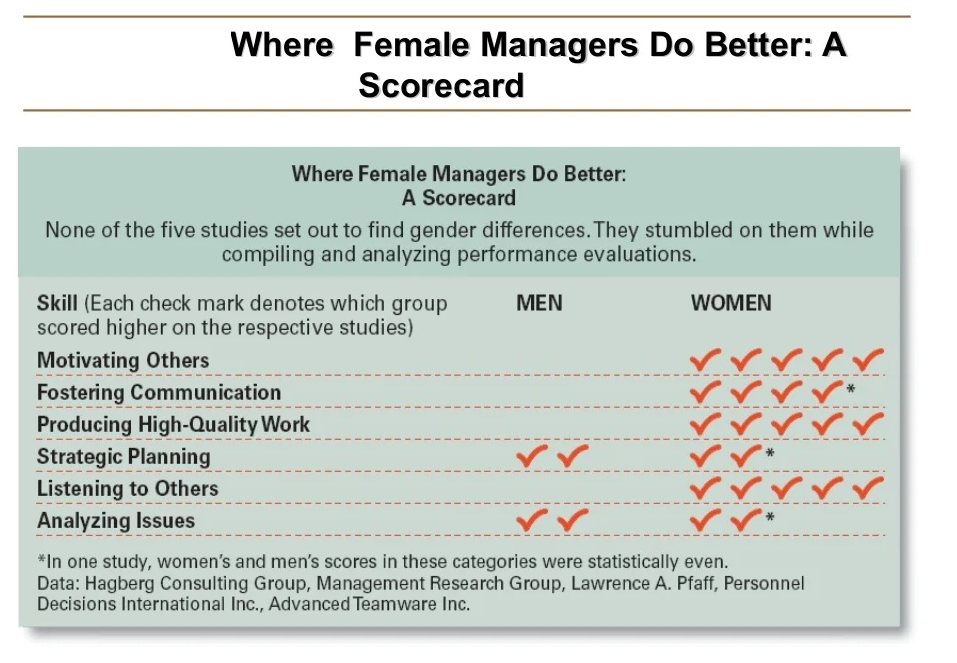 Where Female Managers Do Better: A
Scorecard
Where Female Managers Do Better:
A Scorecard
None of the five studies set out to find gender differences. They stumbled on them while
compiling and analyzing performance evaluations.
Skill (Each check mark denotes which group MEN WOMEN
scored higher on the respective studies)
Motivating Others ✓ ✓ ✓ ✓ ✓
Fostering Communication ✓ ✓ ✓ ✓ *
Producing High-Quality Work ✓ ✓ ✓ ✓ ✓
Strategic Planning ✓ ✓ ✓ ✓ *
Listening to Others ✓ ✓ ✓ ✓ ✓
Analyzing Issues ✓ ✓ ✓ ✓ *
*In one study, women's and men's scores in these categories were statistically even.
Data: Hagberg Consulting Group, Management Research Group, Lawrence A. Pfaff, Personnel
Decisions International Inc., Advanced Teamware Inc.